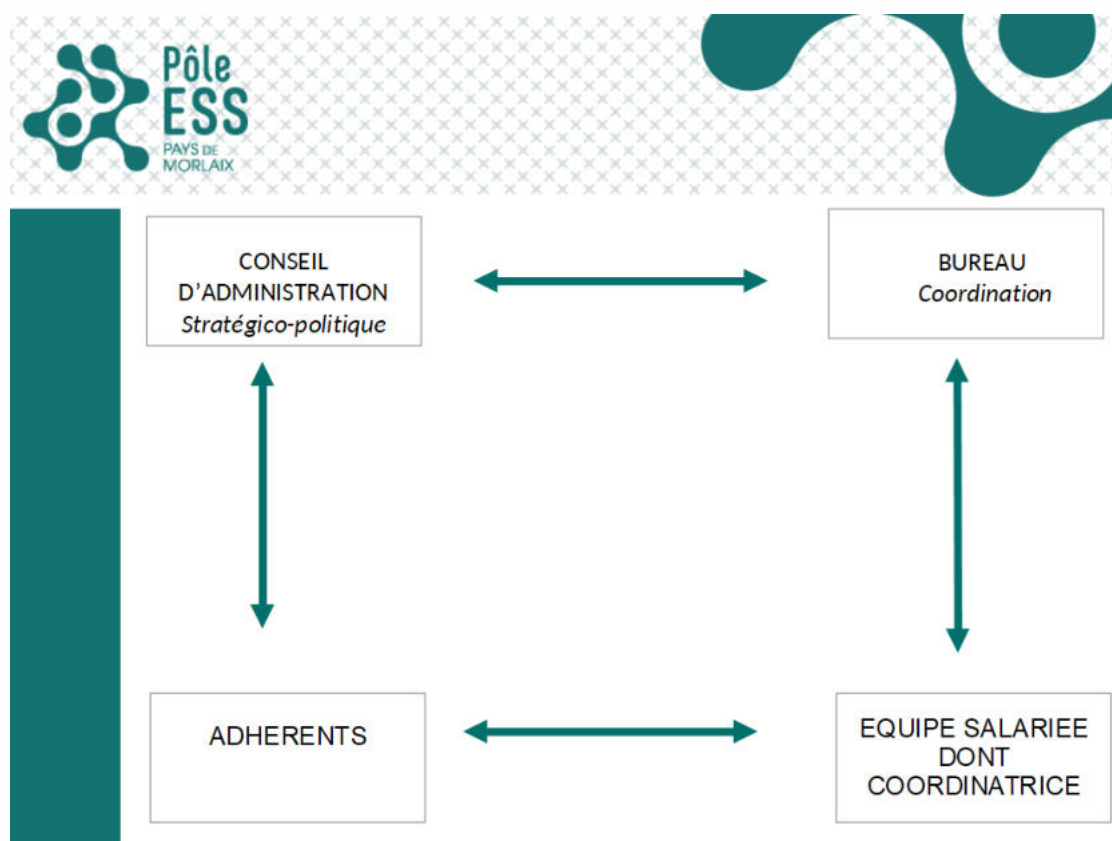 Pôle
ESS
PAYS DE
MORLAIX
CONSEIL
D'ADMINISTRATION
Stratégico-politique
BUREAU
Coordination
ADHERENTS
EQUIPE SALARIEE
DONT
COORDINATRICE